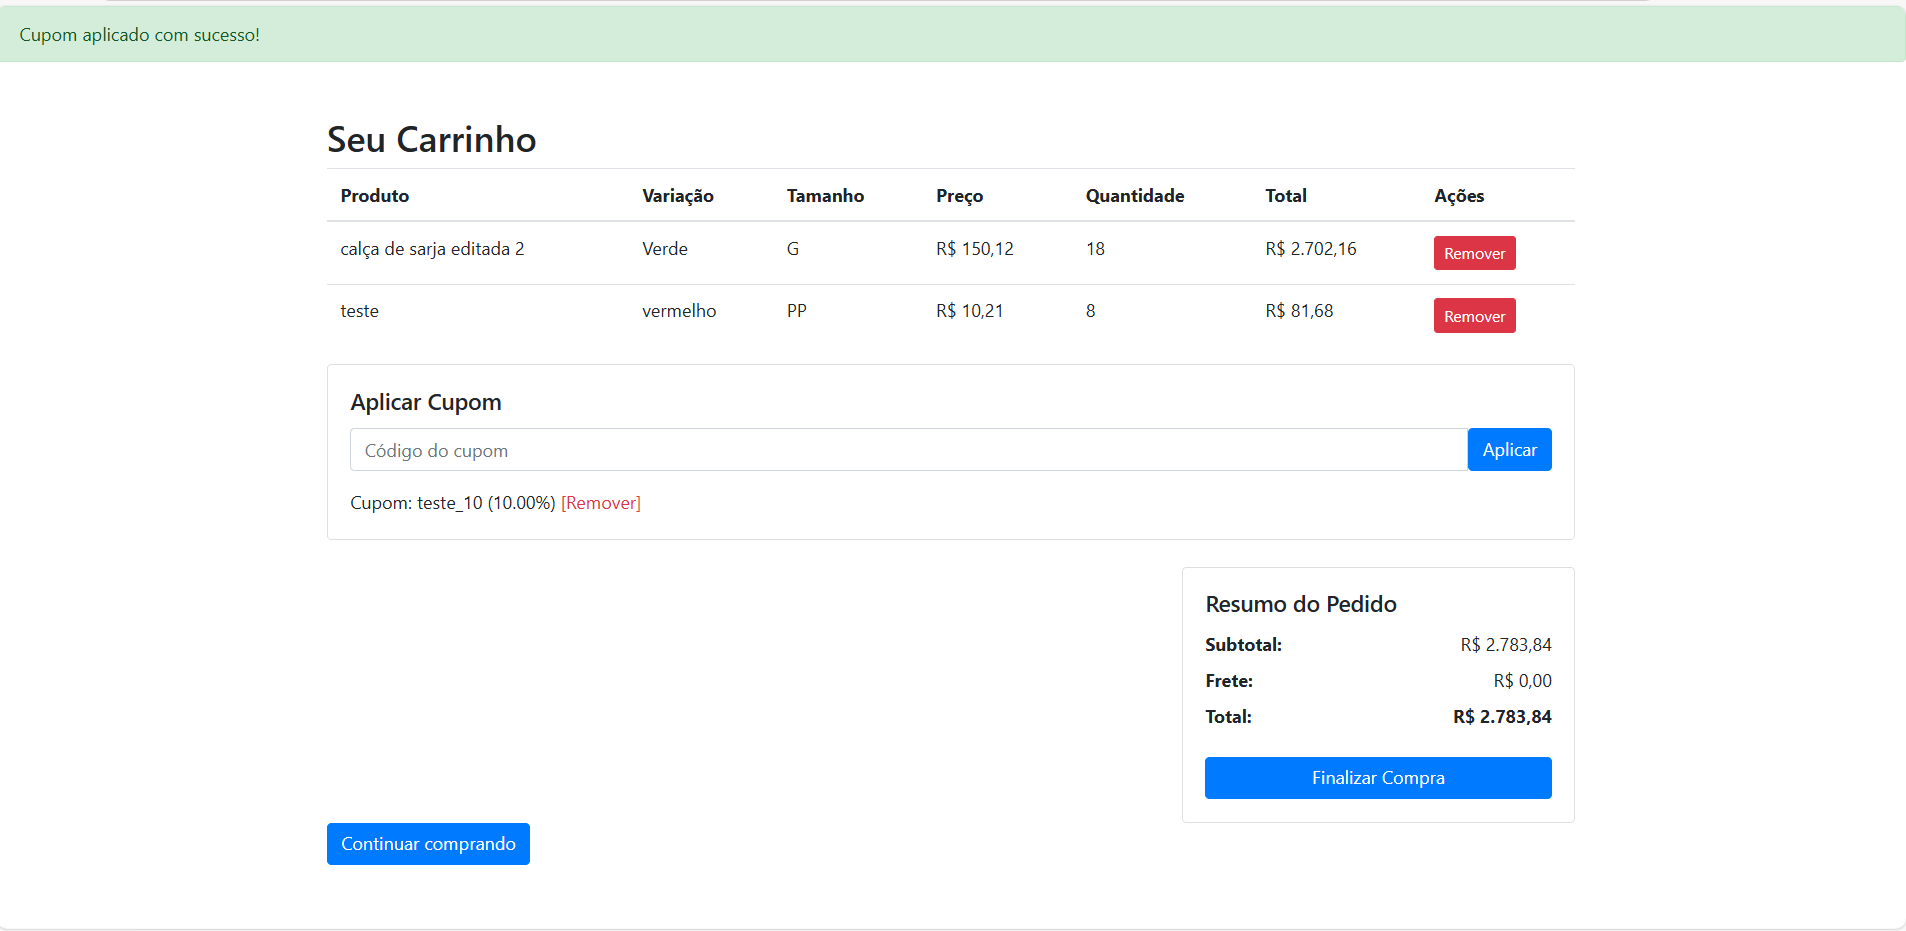 Cupom aplicado com sucesso!
Seu Carrinho
Produto Variação Tamanho Preço Quantidade Total Ações
calça de sarja editada 2 Verde G R$ 150,12 18 R$ 2.702,16 Remover
teste vermelho PP R$ 10,21 8 R$ 81,68 Remover
Aplicar Cupom
Código do cupom Aplicar
Cupom: teste_10 (10.00%) [Remover]
Resumo do Pedido
Subtotal: R$ 2.783,84
Frete: R$ 0,00
Total: R$ 2.783,84
Finalizar Compra
Continuar comprando